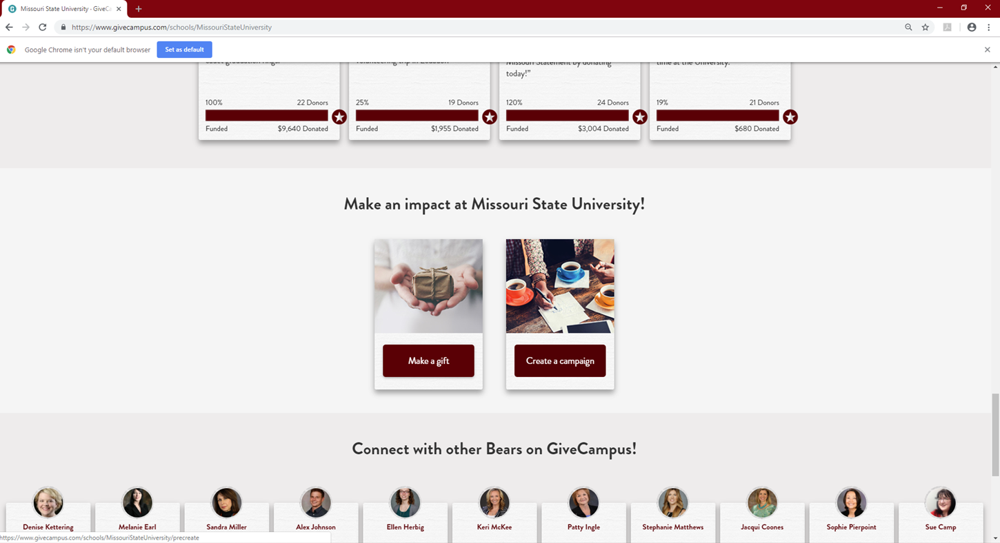 Missouri State University - GiveCa
https://www.givecampus.com/schools/MissouriStateUniversity
Google Chrome isn't your default browser
Set as default
cadet graduation rings.
volunteering trip in
Missouri Statement by donating
today!”
time at the University.
100% 22 Donors
Funded $9,640 Donated
25% 19 Donors
Funded $1,955 Donated
120% 24 Donors
Funded $3,004 Donated
19% 21 Donors
Funded $680 Donated
Make an impact at Missouri State University!
Make a gift
Create a campaign
Connect with other Bears on GiveCampus!
Denise Kettering
Melanie Earl
Sandra Miller
Alex Johnson
Ellen Herbig
Keri McKee
Patty Ingle
Stephanie Matthews
Jacqui Coones
Sophie Pierpoint
Sue Camp
https://www.givecampus.com/schools/MissouriStateUniversity/precreate